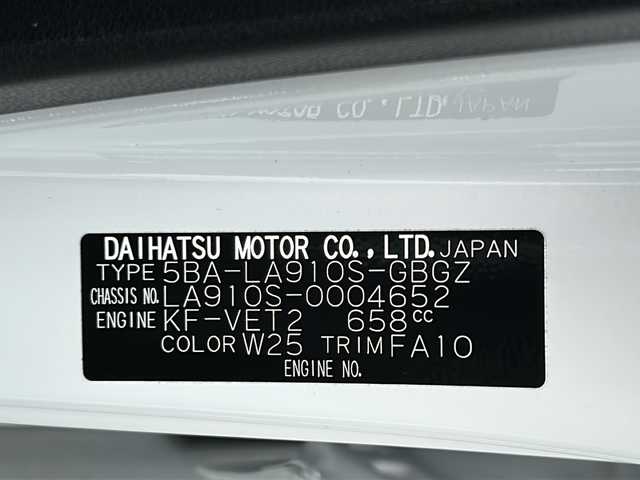 DAIHATSU MOTOR CO.,LTD. JAPAN
TYPE 5BA-LA910S-GBGZ
CHASSIS NO. LA910S-0004652
ENGINE KF-VET2 658cc
COLOR W25 TRIM FA10
ENGINE NO.